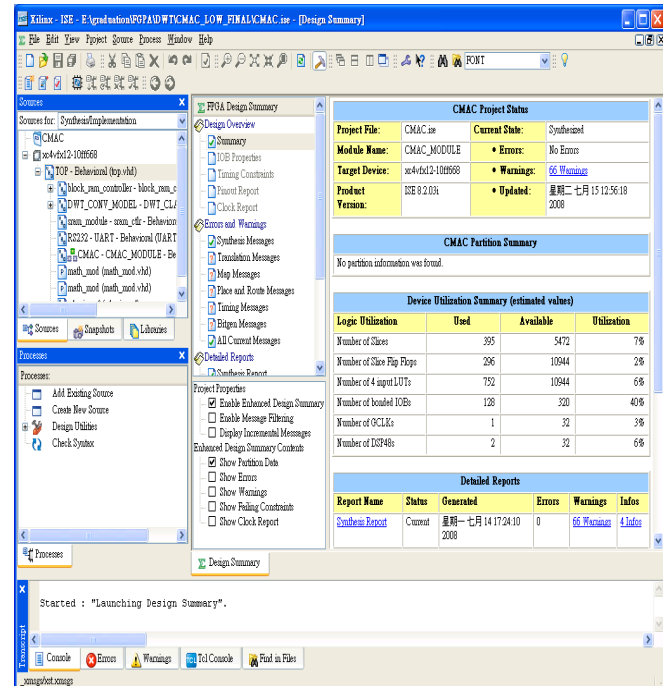 Xilinx - ISE - E:\graduation\FGPA\DWT\CMAC_LOW_FINAL\CMAC.ise - [Design Summary]
File Edit View Project Source Process Window Help
FONT
Sources
Sources for: Synthesis/Implementation
CMAC
xc4vfx12-10ff668
TOP - Behavioral (top.vhd)
block_ram_controller - block_ram_c
DWT_CONV_MODEL - DWT_CLA
sram_module - sram_ctlr - Behavior
RS232 - UART - Behavioral (UART
CMAC - CMAC_MODULE - Be
math_mod (math_mod.vhd)
math_mod (math_mod.vhd)
Sources Snapshots Libraries
Processes
Processes:
Add Existing Source
Create New Source
Design Utilities
Check Syntax
Processes
FPGA Design Summary
Design Overview
Summary
IOB Properties
Timing Constraints
Pinout Report
Clock Report
Errors and Warnings
Synthesis Messages
Translation Messages
Map Messages
Place and Route Messages
Timing Messages
Bitgen Messages
All Current Messages
Detailed Reports
Synthesis Report
Project Properties
Enable Enhanced Design Summary
Enable Message Filtering
Display Incremental Messages
Enhanced Design Summary Contents
Show Partition Data
Show Errors
Show Warnings
Show Failing Constraints
Show Clock Report
Design Summary
CMAC Project Status
Project File: CMAC.ise Current State: Synthesized
Module Name: CMAC_MODULE • Errors: No Errors
Target Device: xc4vfx12-10ff668 • Warnings: 66 Warnings
Product Version: ISE 8.2.03i • Updated: 星期二 七月 15 12:56:18
2008
CMAC Partition Summary
No partition information was found.
Device Utilization Summary (estimated values)
Logic Utilization Used Available Utilization
Number of Slices 395 5472 7%
Number of Slice Flip Flops 296 10944 2%
Number of 4 input LUTs 752 10944 6%
Number of bonded IOBs 128 320 40%
Number of GCLKs 1 32 3%
Number of DSP48s 2 32 6%
Detailed Reports
Report Name Status Generated Errors Warnings Infos
Synthesis Report Current 星期一 七月 14 17:24:10 0 66 Warnings 4 Infos
2008
Started : "Launching Design Summary".
Transcript
Console Errors Warnings Tcl Console Find in Files
_xmsgs/xst.xmsgs